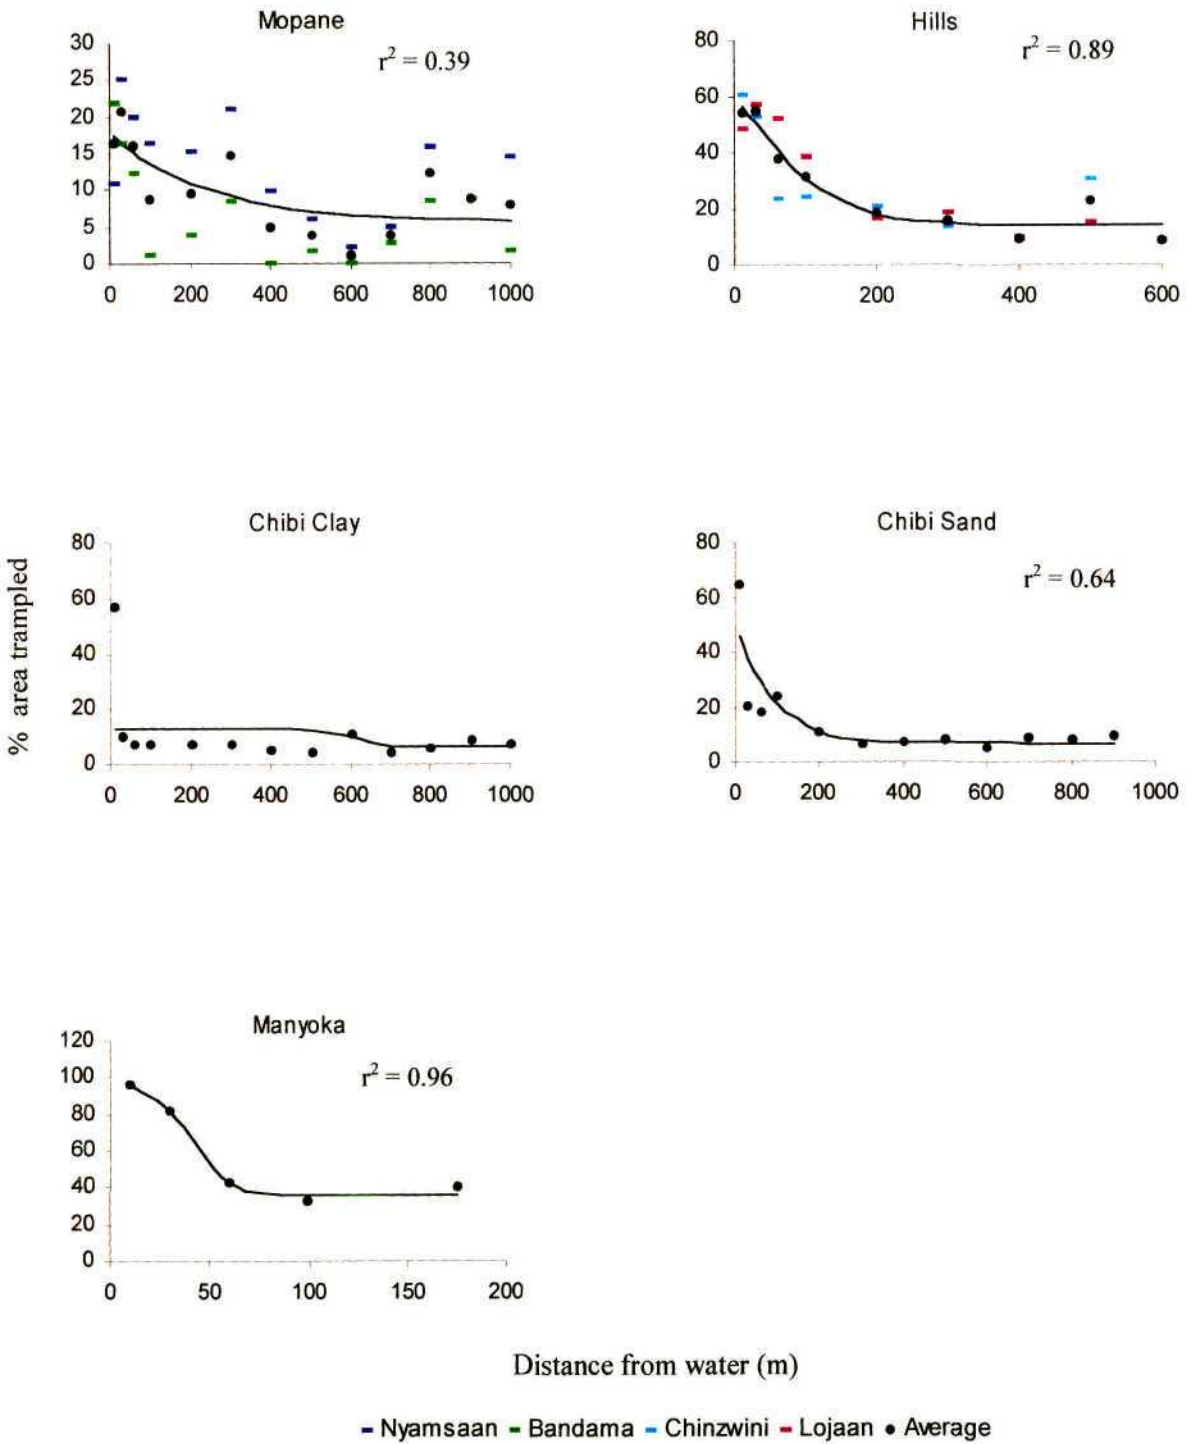 Mopane
r² = 0.39
30
25
20
15
10
5
0
0 200 400 600 800 1000
Hills
r² = 0.89
80
60
40
20
0
0 200 400 600
% area trampled
Chibi Clay
80
60
40
20
0
0 200 400 600 800 1000
Chibi Sand
r² = 0.64
80
60
40
20
0
0 200 400 600 800 1000
Manyoka
r² = 0.96
120
100
80
60
40
20
0
0 50 100 150 200
Distance from water (m)
Nyamsaan Bandama Chinzwini Lojaan Average